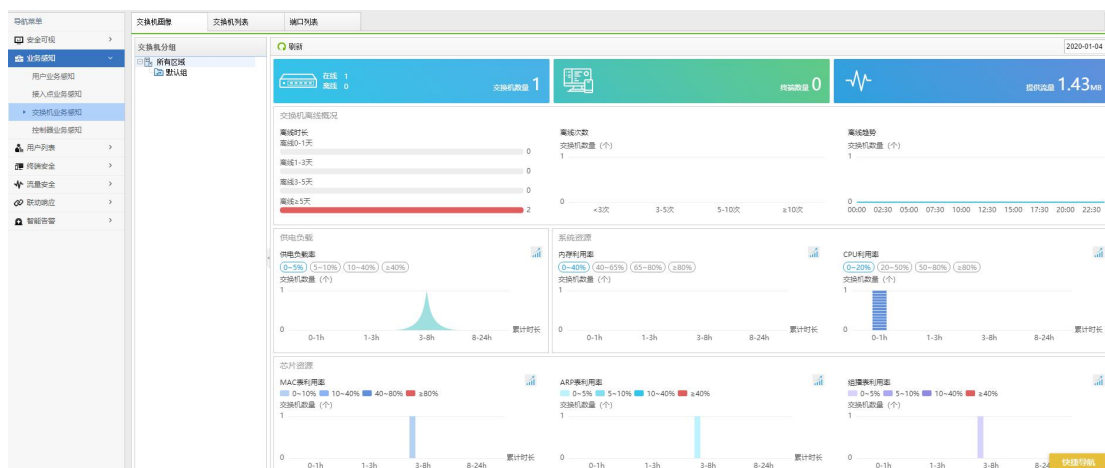 导航菜单
安全可视
业务感知
用户业务感知
接入点业务感知
交换机业务感知
控制器业务感知
用户列表
终端安全
流量安全
联动响应
智能告警
交换机画像 交换机列表 端口列表
交换机分组
所有区域
默认组
刷新 2020-01-04
在线 1
离线 0
交换机数量 1
终端数量 0
提供流量 1.43MB
交换机离线概况
离线时长
离线0-1天
0
离线1-3天
0
离线3-5天
0
离线≥5天
2
离线次数
交换机数量 (个)
1
0
<3次 3-5次 5-10次 ≥10次
离线趋势
交换机数量 (个)
1
0
00:00 02:30 05:00 07:30 10:00 12:30 15:00 17:30 20:00 22:30
供电负载
供电负载率
0~5% 5~10% 10~40% ≥40%
交换机数量 (个)
1
0
累计时长
0-1h 1-3h 3-8h 8-24h
系统资源
内存利用率
0~40% 40~65% 65~80% ≥80%
交换机数量 (个)
1
0
累计时长
0-1h 1-3h 3-8h 8-24h
CPU利用率
0~20% 20~50% 50~80% ≥80%
交换机数量 (个)
1
0
累计时长
0-1h 1-3h 3-8h 8-24h
芯片资源
MAC表利用率
0~10% 10~40% 40~80% ≥80%
交换机数量 (个)
1
0
累计时长
0-1h 1-3h 3-8h 8-24h
ARP表利用率
0~5% 5~10% 10~40% ≥40%
交换机数量 (个)
1
0
累计时长
0-1h 1-3h 3-8h 8-24h
组播表利用率
0~5% 5~10% 10~40% ≥40%
交换机数量 (个)
1
0
累计时长
0-1h 1-3h 3-8h 8-2
快捷导航